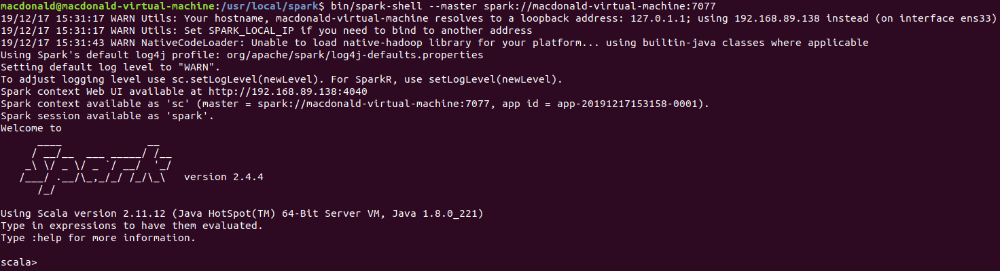 macdonald@macdonald-virtual-machine:/usr/local/spark$ bin/spark-shell --master spark://macdonald-virtual-machine:7077
19/12/17 15:31:17 WARN Utils: Your hostname, macdonald-virtual-machine resolves to a loopback address: 127.0.1.1; using 192.168.89.138 instead (on interface ens33)
19/12/17 15:31:17 WARN Utils: Set SPARK_LOCAL_IP if you need to bind to another address
19/12/17 15:31:43 WARN NativeCodeLoader: Unable to load native-hadoop library for your platform... using builtin-java classes where applicable
Using Spark's default log4j profile: org/apache/spark/log4j-defaults.properties
Setting default log level to "WARN".
To adjust logging level use sc.setLogLevel(newLevel). For SparkR, use setLogLevel(newLevel).
Spark context Web UI available at http://192.168.89.138:4040
Spark context available as 'sc' (master = spark://macdonald-virtual-machine:7077, app id = app-20191217153158-0001).
Spark session available as 'spark'.
Welcome to
      ____              __
     / __/__  ___ _____/ /__
    _\ \/ _ \/ _ `/ __/  '_/
   /___/ .__/\_,_/_/ /_/\_\   version 2.4.4
      /_/

Using Scala version 2.11.12 (Java HotSpot(TM) 64-Bit Server VM, Java 1.8.0_221)
Type in expressions to have them evaluated.
Type :help for more information.

scala>